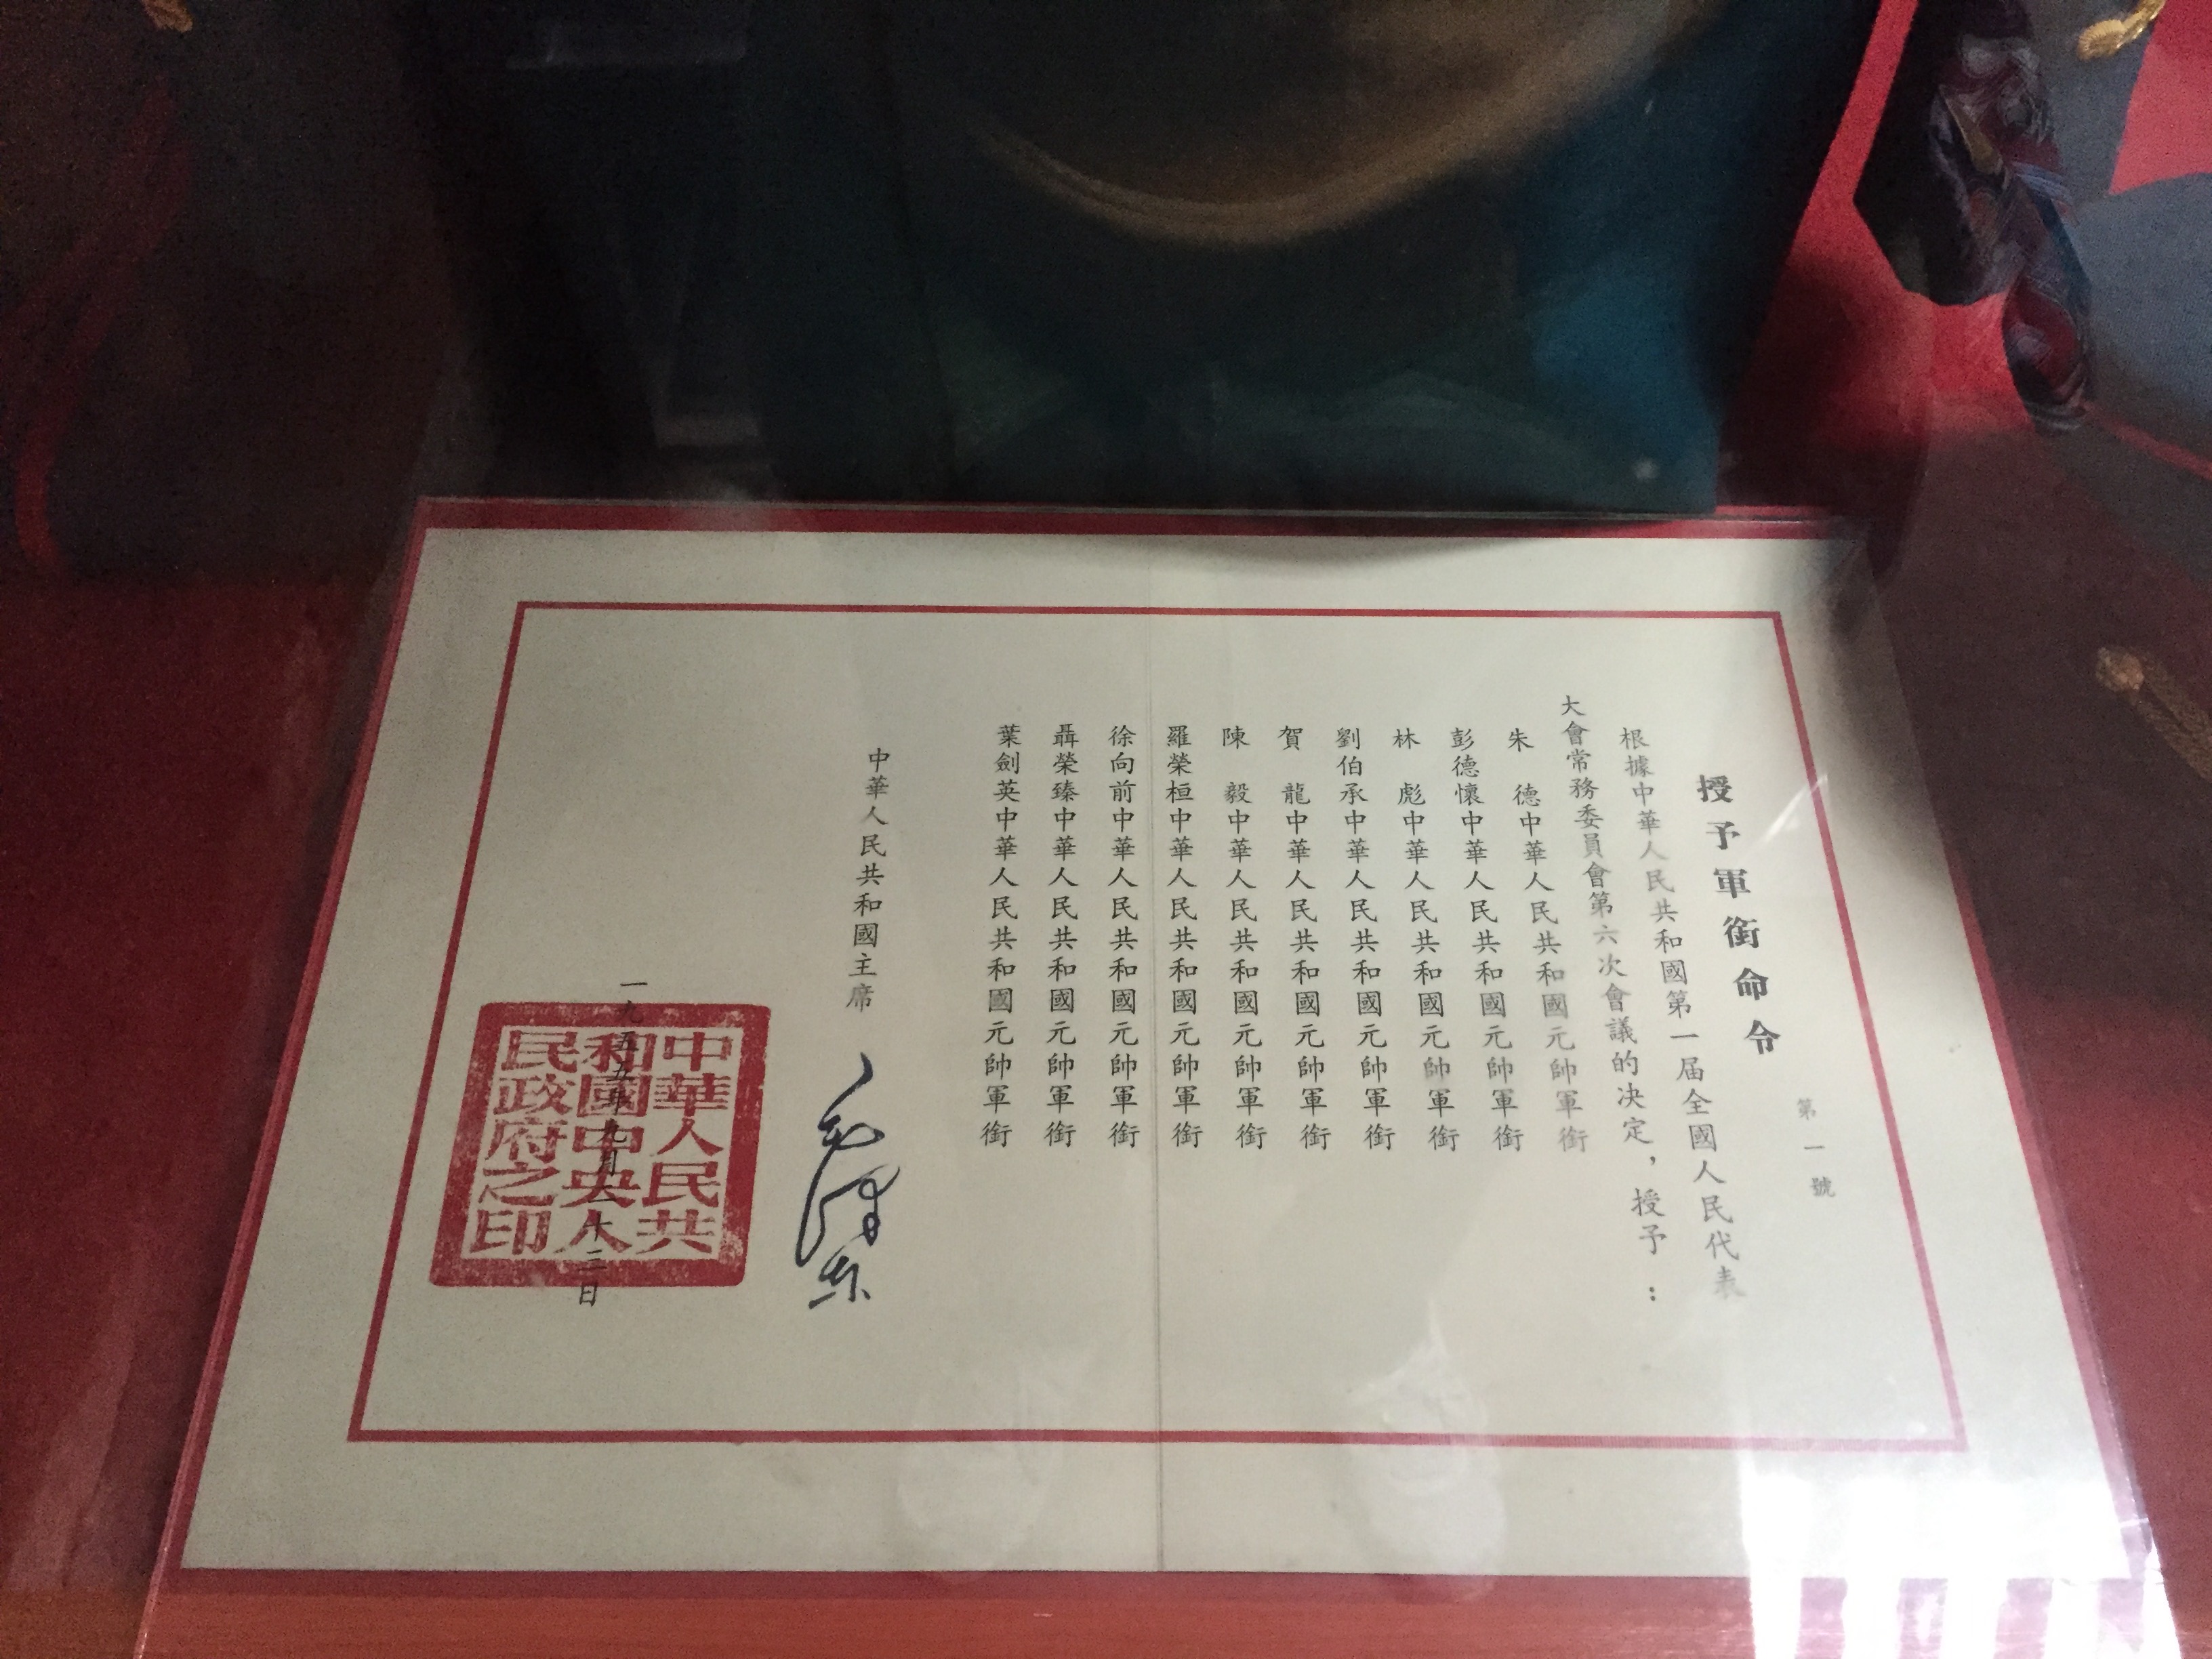 第一號
授予軍銜命令
根據中華人民共和國第一屆全國人民代表
大會常務委員會第六次會議的决定，授予：
朱　德中華人民共和國元帥軍銜
彭德懷中華人民共和國元帥軍銜
林　彪中華人民共和國元帥軍銜
劉伯承中華人民共和國元帥軍銜
賀　龍中華人民共和國元帥軍銜
陳　毅中華人民共和國元帥軍銜
羅榮桓中華人民共和國元帥軍銜
徐向前中華人民共和國元帥軍銜
聶榮臻中華人民共和國元帥軍銜
葉劍英中華人民共和國元帥軍銜
中華人民共和國主席
毛澤东
一九五五年九月二十三日
中華人民共
和國中央人
民政府之印